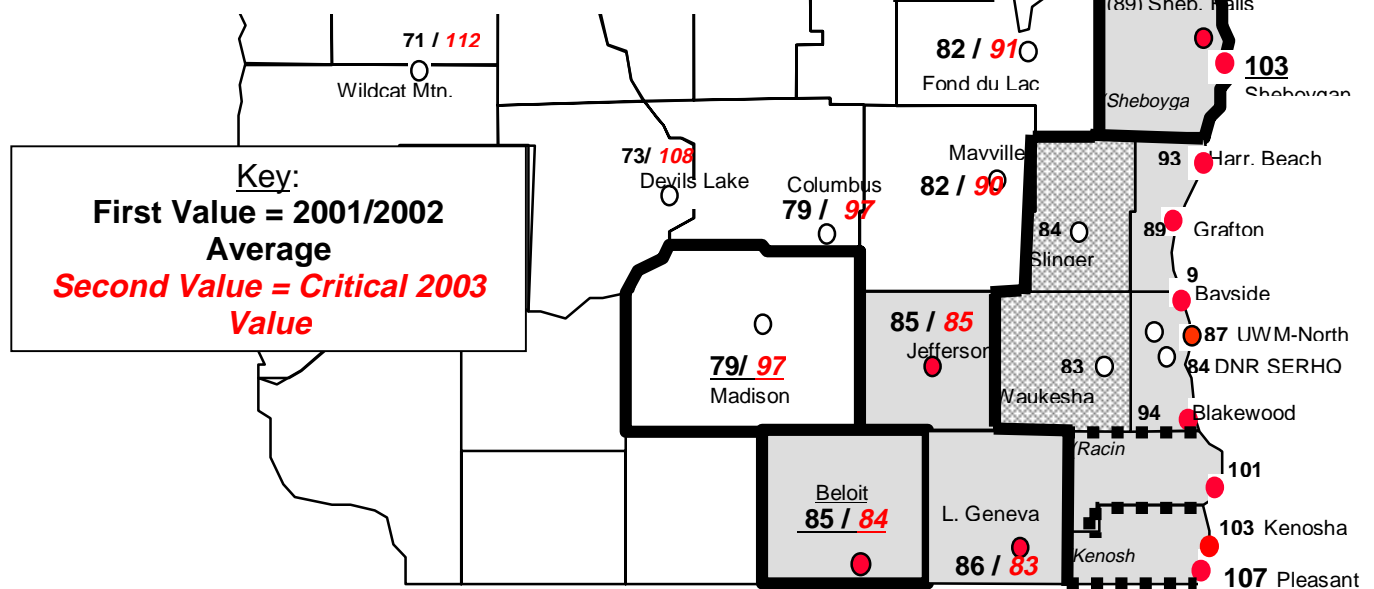 (89) Sheb. Falls
71 / 112
Wildcat Mtn.
82 / 91
Fond du Lac
103
Sheboygan
(Sheboyga
Key:
First Value = 2001/2002
Average
Second Value = Critical 2003
Value
73/ 108
Devils Lake
Columbus
79 / 97
Mayville
82 / 90
93 Harr. Beach
84
Slinger
89 Grafton
9
Bayside
87 UWM-North
84 DNR SERHQ
83
Waukesha
94 Blakewood
85 / 85
Jefferson
79/ 97
Madison
(Racin
101
Beloit
85 / 84
L. Geneva
86 / 83
103 Kenosha
Kenosh
107 Pleasant